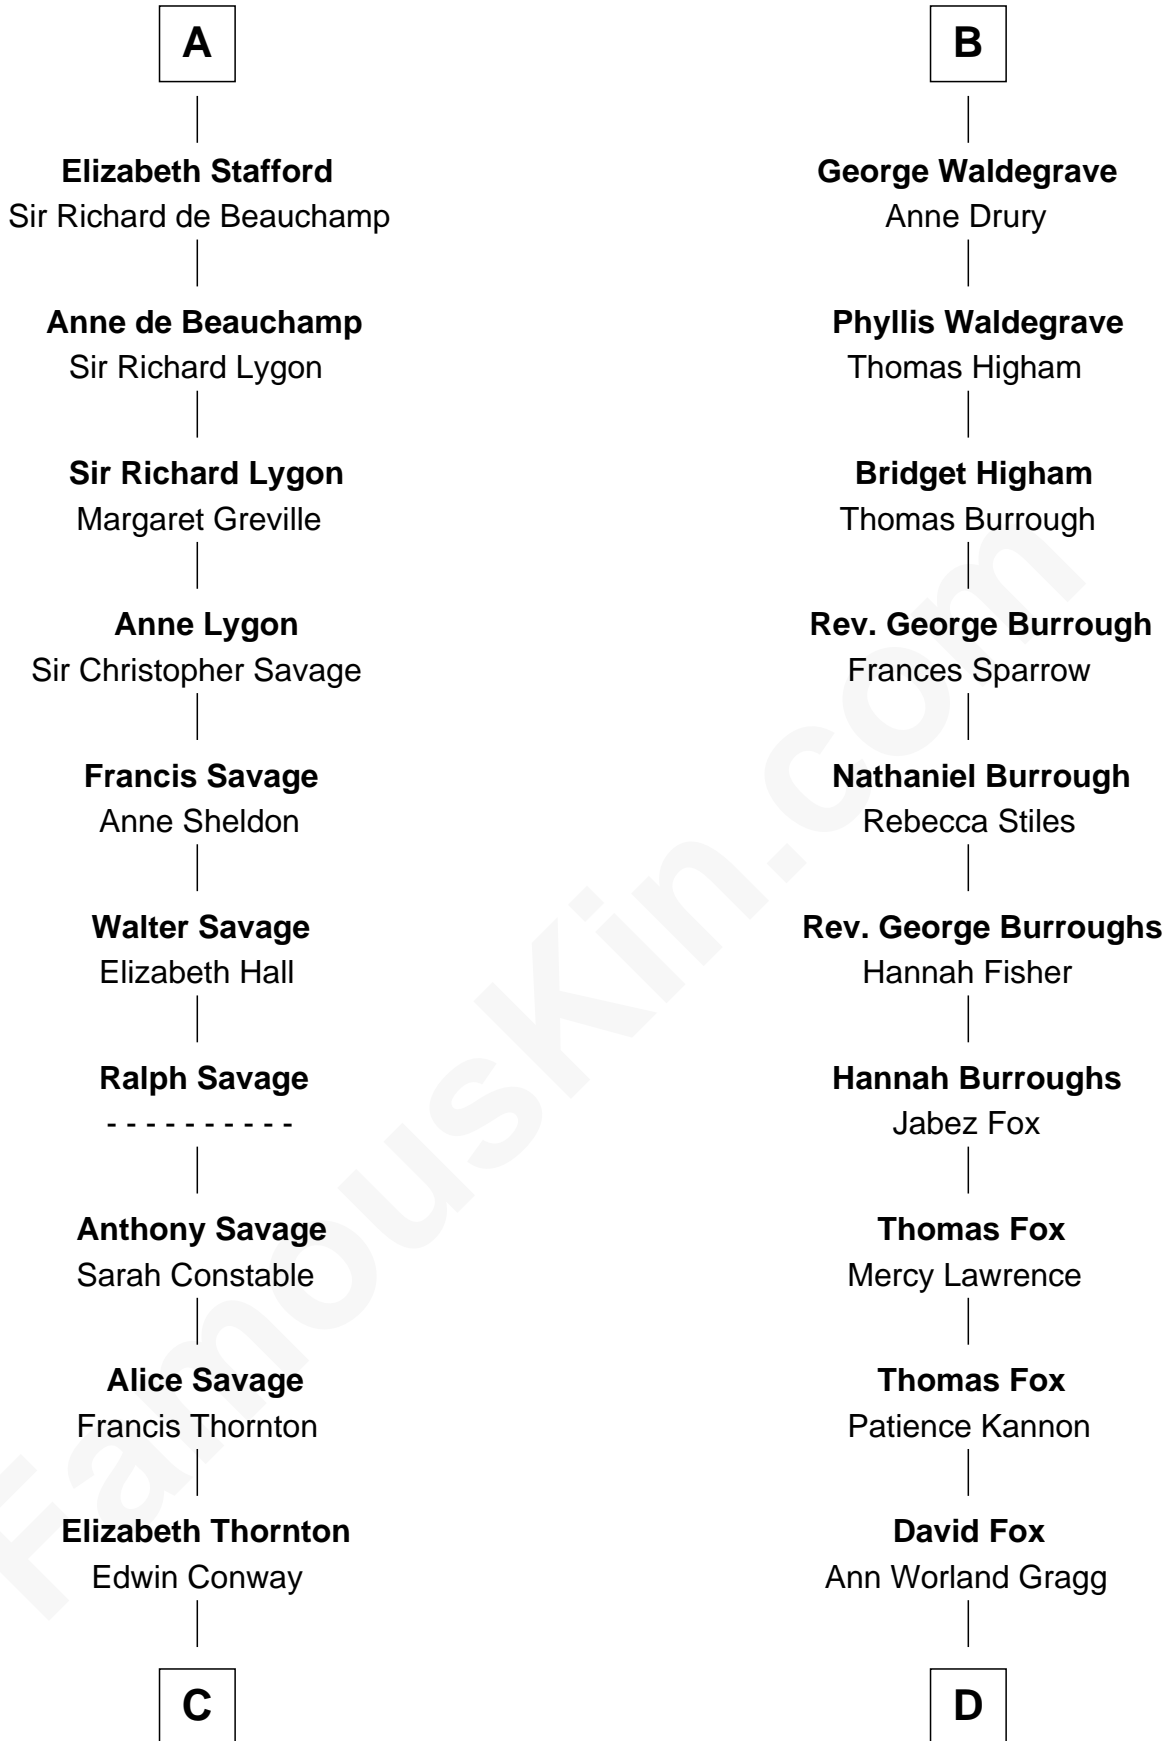 A
Elizabeth Stafford
Sir Richard de Beauchamp
Anne de Beauchamp
Sir Richard Lygon
Sir Richard Lygon
Margaret Greville
Anne Lygon
Sir Christopher Savage
Francis Savage
Anne Sheldon
Walter Savage
Elizabeth Hall
Ralph Savage
- - - - - - - - - -
Anthony Savage
Sarah Constable
Alice Savage
Francis Thornton
Elizabeth Thornton
Edwin Conway
C
B
George Waldegrave
Anne Drury
Phyllis Waldegrave
Thomas Higham
Bridget Higham
Thomas Burrough
Rev. George Burrough
Frances Sparrow
Nathaniel Burrough
Rebecca Stiles
Rev. George Burroughs
Hannah Fisher
Hannah Burroughs
Jabez Fox
Thomas Fox
Mercy Lawrence
Thomas Fox
Patience Kannon
David Fox
Ann Worland Gragg
D
FamousKin.com